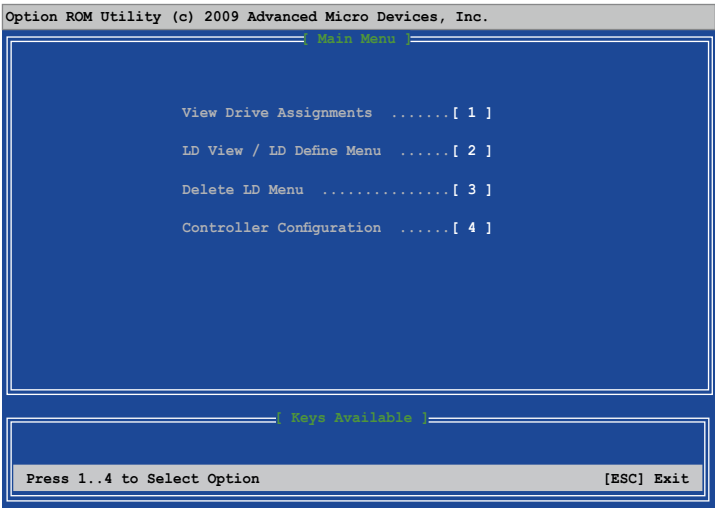 Option ROM Utility (c) 2009 Advanced Micro Devices, Inc.
[ Main Menu ]
View Drive Assignments .......[ 1 ]
LD View / LD Define Menu ......[ 2 ]
Delete LD Menu ...............[ 3 ]
Controller Configuration ......[ 4 ]
[ Keys Available ]
Press 1..4 to Select Option [ESC] Exit